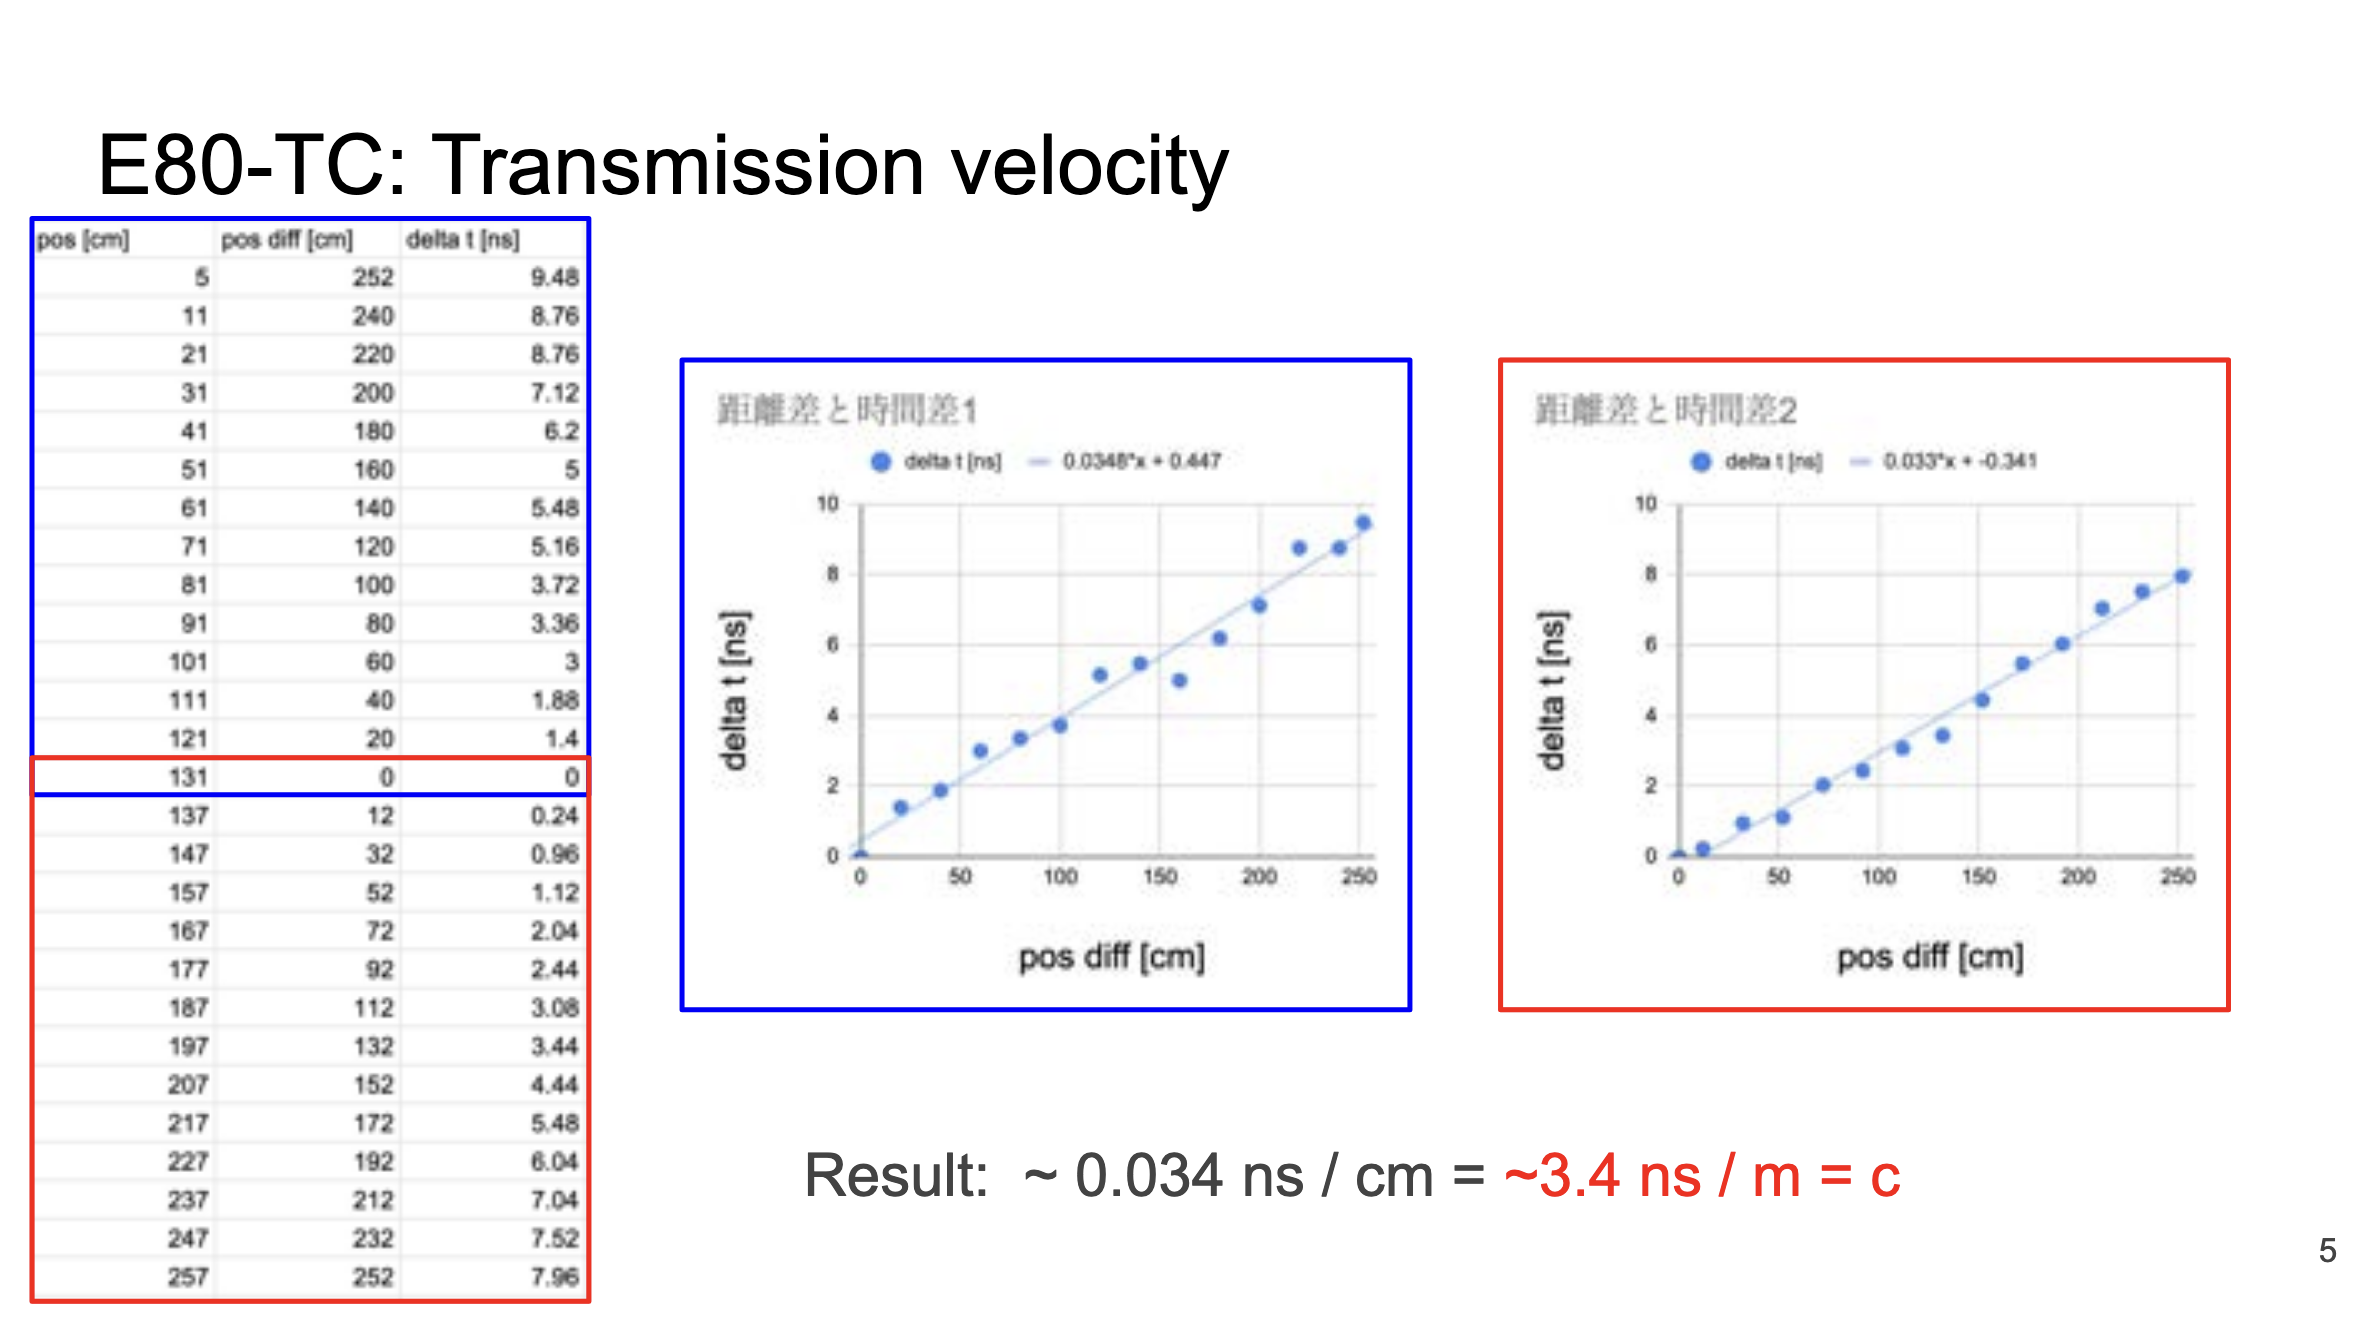 E80-TC: Transmission velocity
pos [cm] pos diff [cm] delta t [ns]
5 252 9.48
11 240 8.76
21 220 8.76
31 200 7.12
41 180 6.2
51 160 5
61 140 5.48
71 120 5.16
81 100 3.72
91 80 3.36
101 60 3
111 40 1.88
121 20 1.4
131 0 0
137 12 0.24
147 32 0.96
157 52 1.12
167 72 2.04
177 92 2.44
187 112 3.08
197 132 3.44
207 152 4.44
217 172 5.48
227 192 6.04
237 212 7.04
247 232 7.52
257 252 7.96
距離差と時間差1
delta t [ns] 0.0348*x + 0.447
10
8
6
4
2
0
0 50 100 150 200 250
delta t [ns]
pos diff [cm]
距離差と時間差2
delta t [ns] 0.033*x + -0.341
10
8
6
4
2
0
0 50 100 150 200 250
delta t [ns]
pos diff [cm]
Result: ~ 0.034 ns / cm = ~3.4 ns / m = c
5